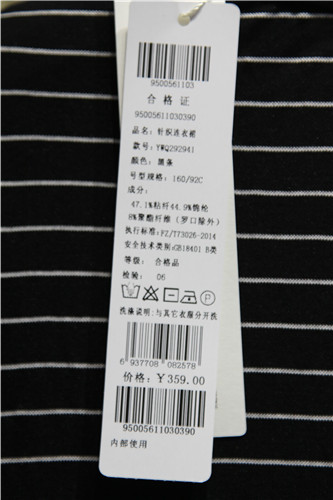 9500561103
合格证
95005611030390
品名：针织连衣裙
款号：YWQ292941
颜色：黑条
号型规格：160/92C
成分：
47.1%粘纤44.9%棉纶
8%聚酯纤维（罗口除外）
执行标准：FZ/T73026-2014
安全技术类别：GB18401 B类
等级： 合格品
检验： 06
P
洗涤说明：与其它衣服分开洗
6 937708 082578
价格：￥359.00
95005611030390
内部使用